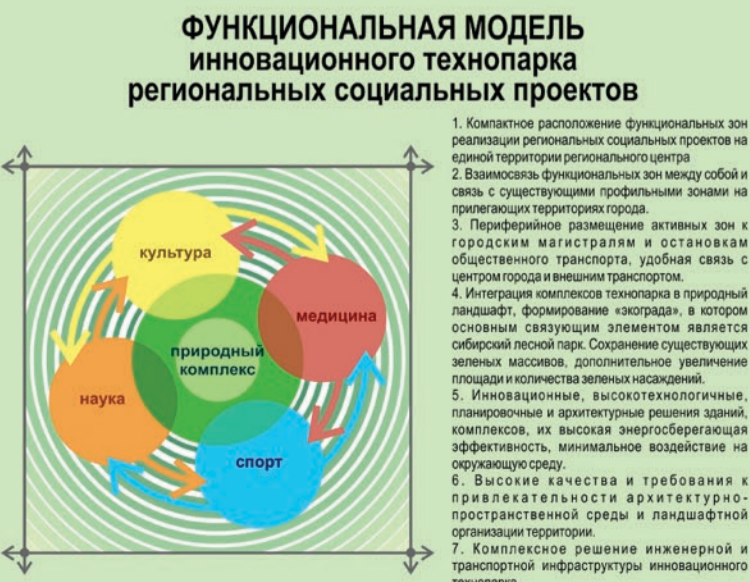 ФУНКЦИОНАЛЬНАЯ МОДЕЛЬ
инновационного технопарка
региональных социальных проектов
культура
медицина
природный
комплекс
наука
спорт
1. Компактное расположение функциональных зон
реализации региональных социальных проектов на
единой территории регионального центра
2. Взаимосвязь функциональных зон между собой и
связь с существующими профильными зонами на
прилегающих территориях города.
3. Периферийное размещение активных зон к
городским магистралям и остановкам
общественного транспорта, удобная связь с
центром города и внешним транспортом.
4. Интеграция комплексов технопарка в природный
ландшафт, формирование «экограда», в котором
основным связующим элементом является
сибирский лесной парк. Сохранение существующих
зеленых массивов, дополнительное увеличение
площади и количества зеленых насаждений.
5. Инновационные, высокотехнологичные,
планировочные и архитектурные решения зданий,
комплексов, их высокая энергосберегающая
эффективность, минимальное воздействие на
окружающую среду.
6. Высокие качества и требования к
привлекательности архитектурно-
пространственной среды и ландшафтной
организации территории.
7. Комплексное решение инженерной и
транспортной инфраструктуры инновационного
технопарка